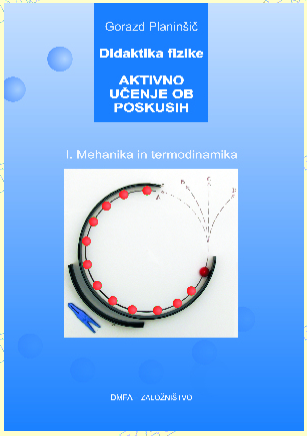 Gorazd Planinšič
Didaktika fizike
AKTIVNO
UČENJE OB
POSKUSIH
I. Mehanika in termodinamika
A B C D
DMFA – ZALOŽNIŠTVO